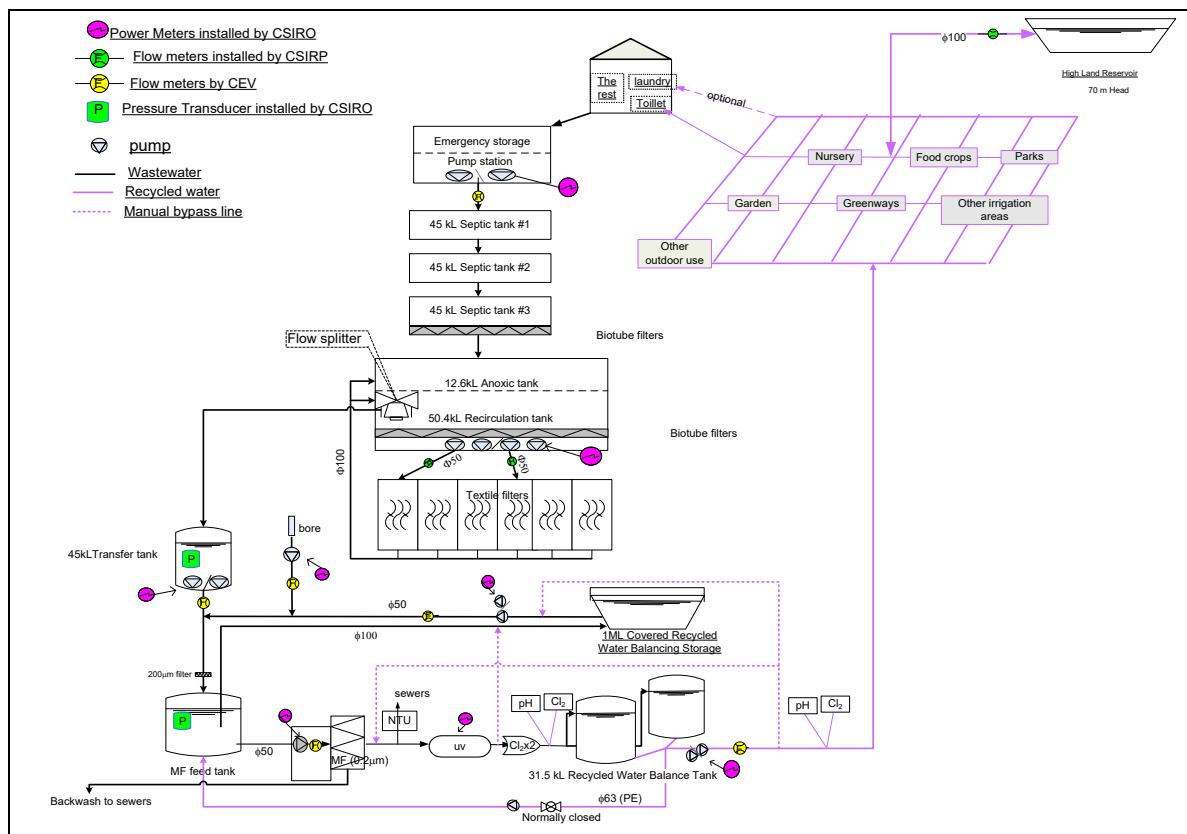 Power Meters installed by CSIRO
Flow meters installed by CSIRP
Flow meters by CEV
P
Pressure Transducer installed by CSIRO
pump
Wastewater
Recycled water
Manual bypass line
ϕ100
High Land Reservoir
70 m Head
The rest
laundry
Toillet
optional
Emergency storage
Pump station
Nursery
Food crops
Parks
Garden
Greenways
Other irrigation areas
Other outdoor use
45 kL Septic tank #1
45 kL Septic tank #2
45 kL Septic tank #3
Biotube filters
Flow splitter
12.6kL Anoxic tank
50.4kL Recirculation tank
Biotube filters
Φ100
Φ50
Φ50
Textile filters
bore
45kLTransfer tank
P
ϕ50
ϕ100
1ML Covered Recycled
Water Balancing Storage
200μm filter
P
MF feed tank
ϕ50
MF (0.2μm)
sewers
NTU
uv
Cl₂x2
pH
Cl₂
pH
Cl₂
31.5 kL Recycled Water Balance Tank
ϕ63 (PE)
Normally closed
Backwash to sewers